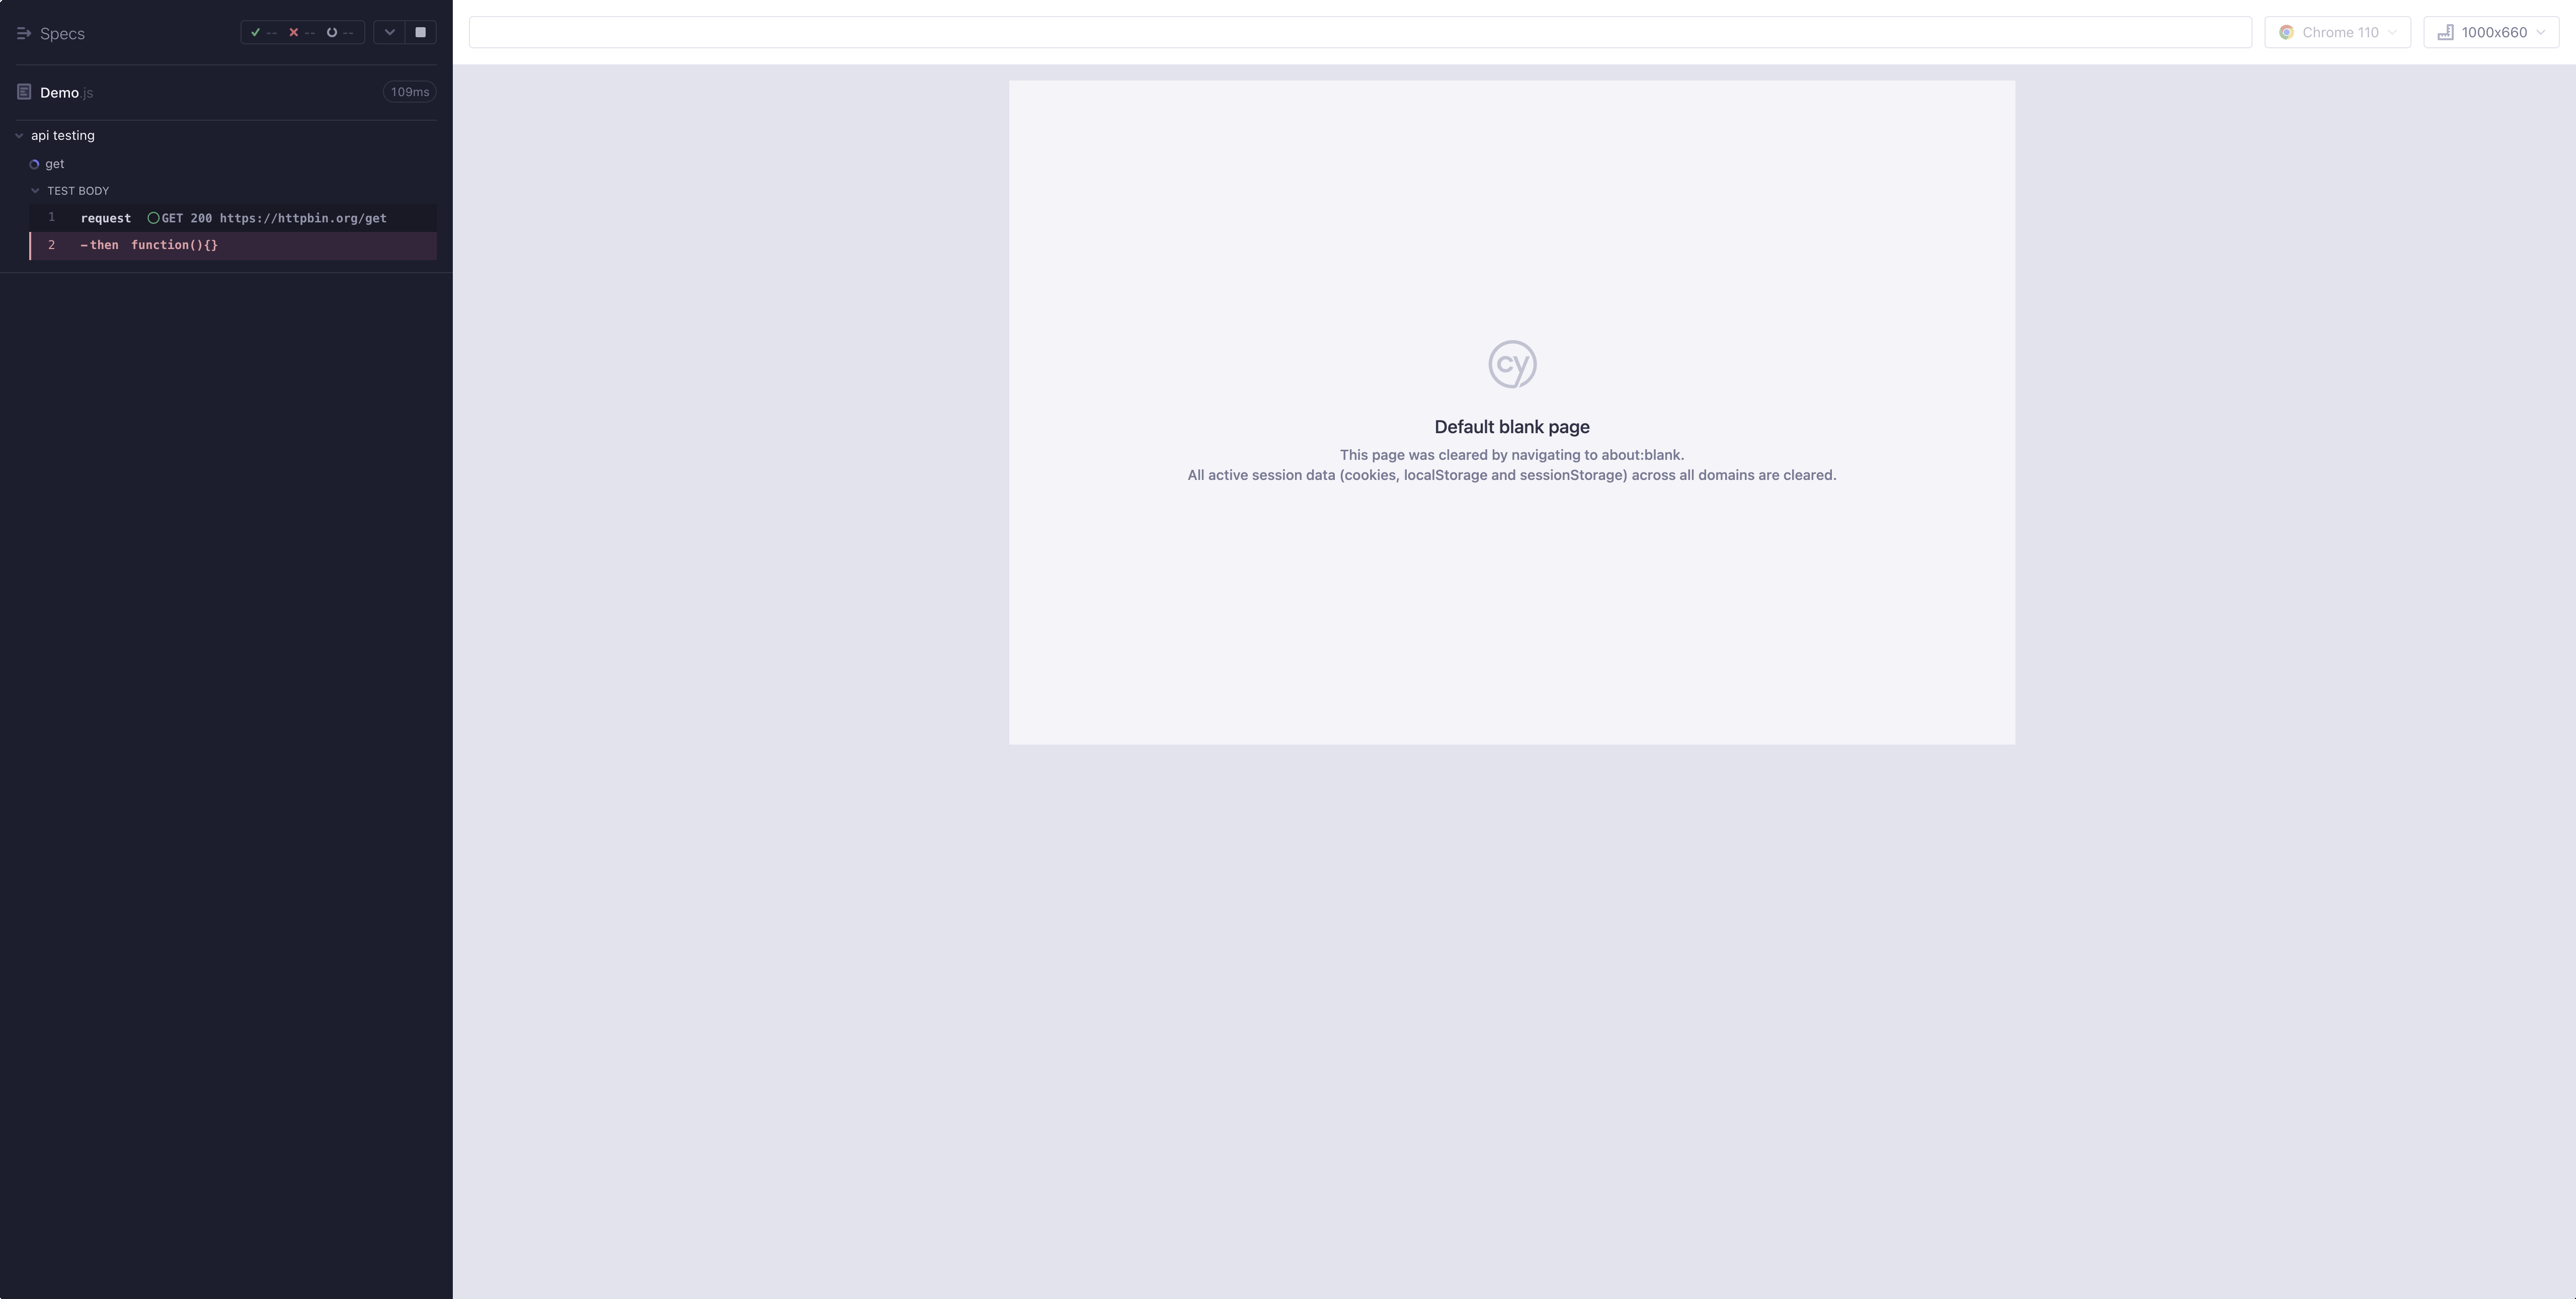 Specs
-- -- --
Demo.js
109ms
api testing
get
TEST BODY
1 request GET 200 https://httpbin.org/get
2 -then function(){}
Chrome 110
1000x660
cy
Default blank page
This page was cleared by navigating to about:blank.
All active session data (cookies, localStorage and sessionStorage) across all domains are cleared.